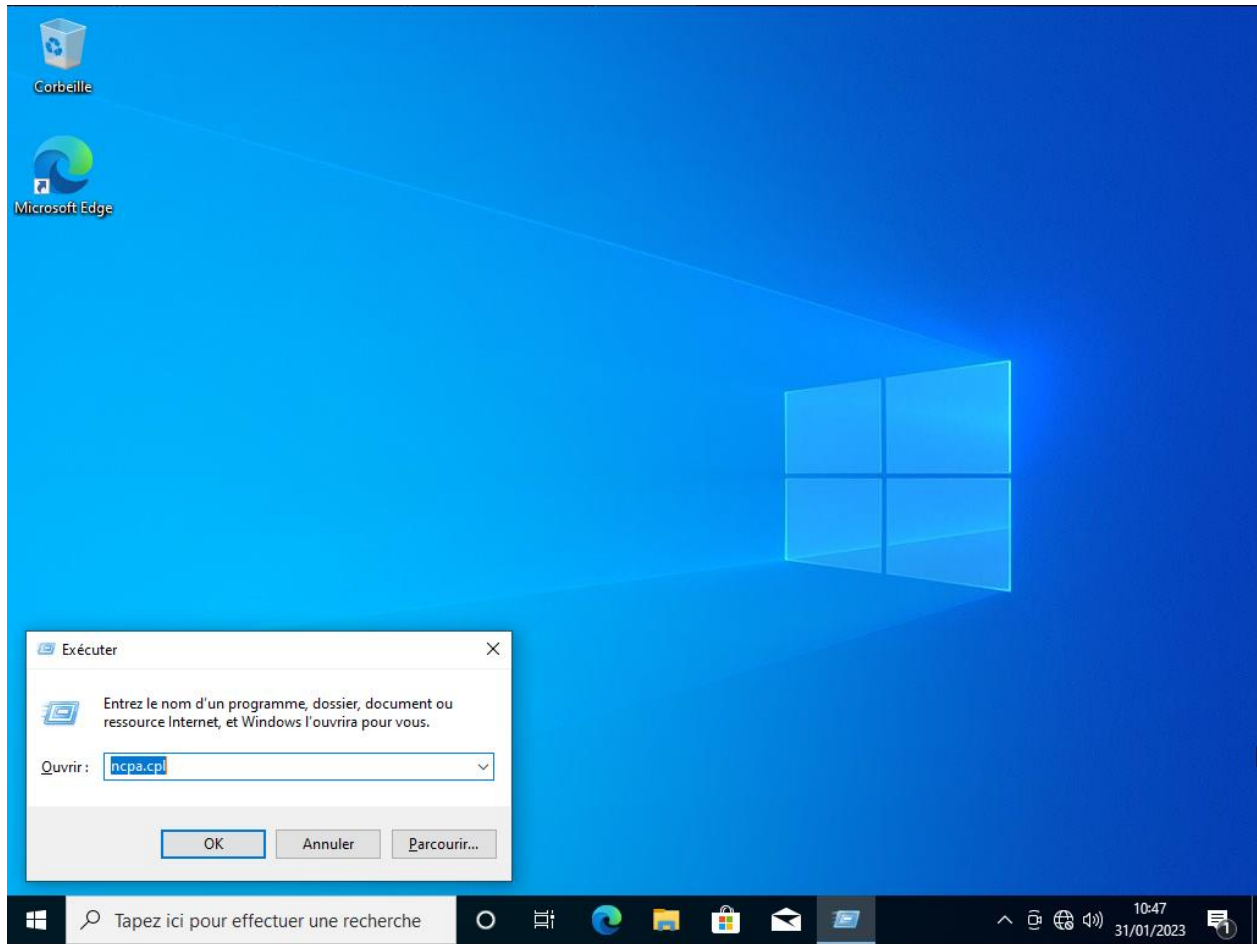 Corbeille
Microsoft Edge
Exécuter
Entrez le nom d'un programme, dossier, document ou
ressource Internet, et Windows l'ouvrira pour vous.
Ouvrir :
ncpa.cpl
OK
Annuler
Parcourir...
Tapez ici pour effectuer une recherche
10:47
31/01/2023
1